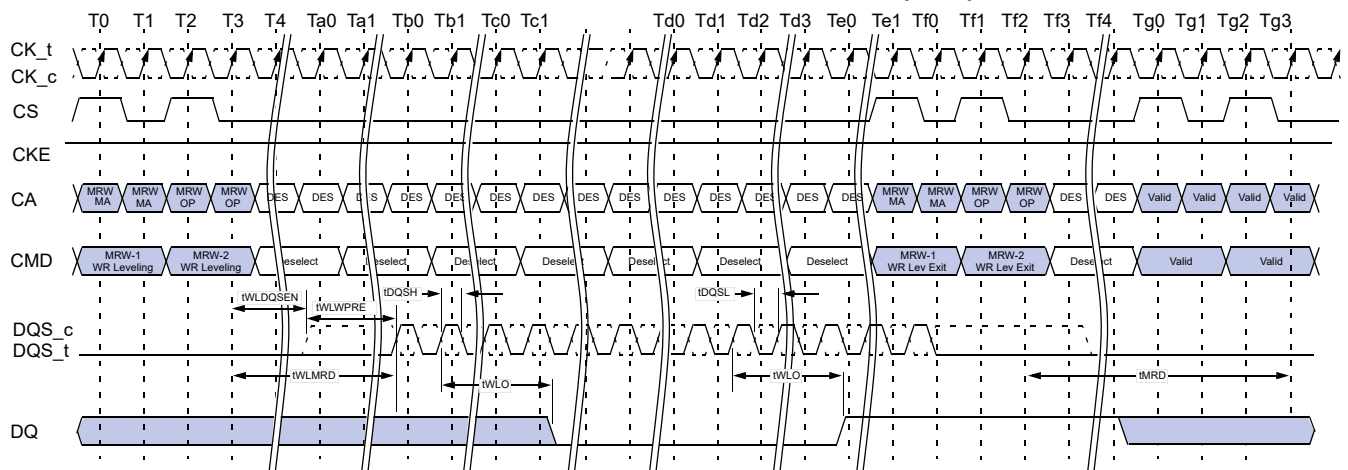 T0 T1 T2 T3 T4 Ta0 Ta1 Tb0 Tb1 Tc0 Tc1 Td0 Td1 Td2 Td3 Te0 Te1 Tf0 Tf1 Tf2 Tf3 Tf4 Tg0 Tg1 Tg2 Tg3
CK_t
CK_c
CS
CKE
CA
MRW MRW MRW MRW DES DES DES DES DES DES DES DES DES DES DES DES DES DES MRW MRW MRW MRW DES DES Valid Valid Valid Valid
MA MA OP OP MA MA OP OP
CMD
MRW-1 MRW-2 Deselect Deselect Deselect Deselect Deselect Deselect Deselect MRW-1 MRW-2 Deselect Valid Valid
WR Leveling WR Leveling WR Lev Exit WR Lev Exit
tWLDQSEN tWLWPRE tDQSH tDQSL
DQS_c
DQS_t
tWLMRD tWLO tWLO tMRD
DQ